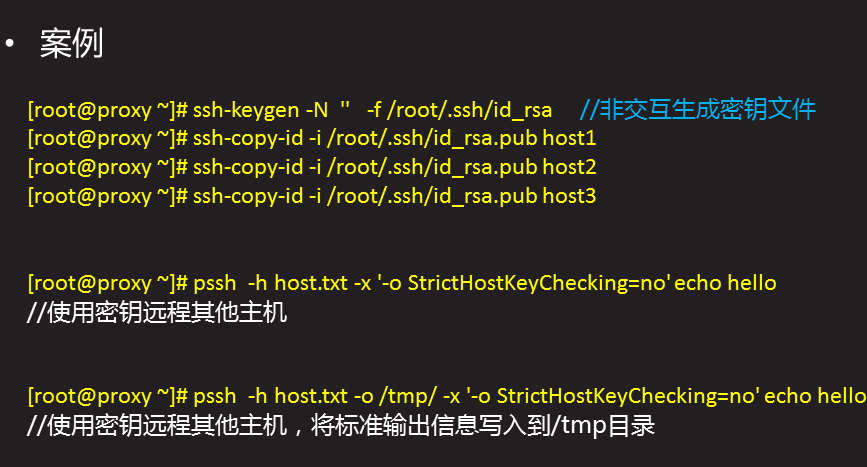 • 案例
[root@proxy ~]# ssh-keygen -N '' -f /root/.ssh/id_rsa //非交互生成密钥文件
[root@proxy ~]# ssh-copy-id -i /root/.ssh/id_rsa.pub host1
[root@proxy ~]# ssh-copy-id -i /root/.ssh/id_rsa.pub host2
[root@proxy ~]# ssh-copy-id -i /root/.ssh/id_rsa.pub host3
[root@proxy ~]# pssh -h host.txt -x '-o StrictHostKeyChecking=no' echo hello
//使用密钥远程其他主机
[root@proxy ~]# pssh -h host.txt -o /tmp/ -x '-o StrictHostKeyChecking=no' echo hello
//使用密钥远程其他主机，将标准输出信息写入到/tmp目录